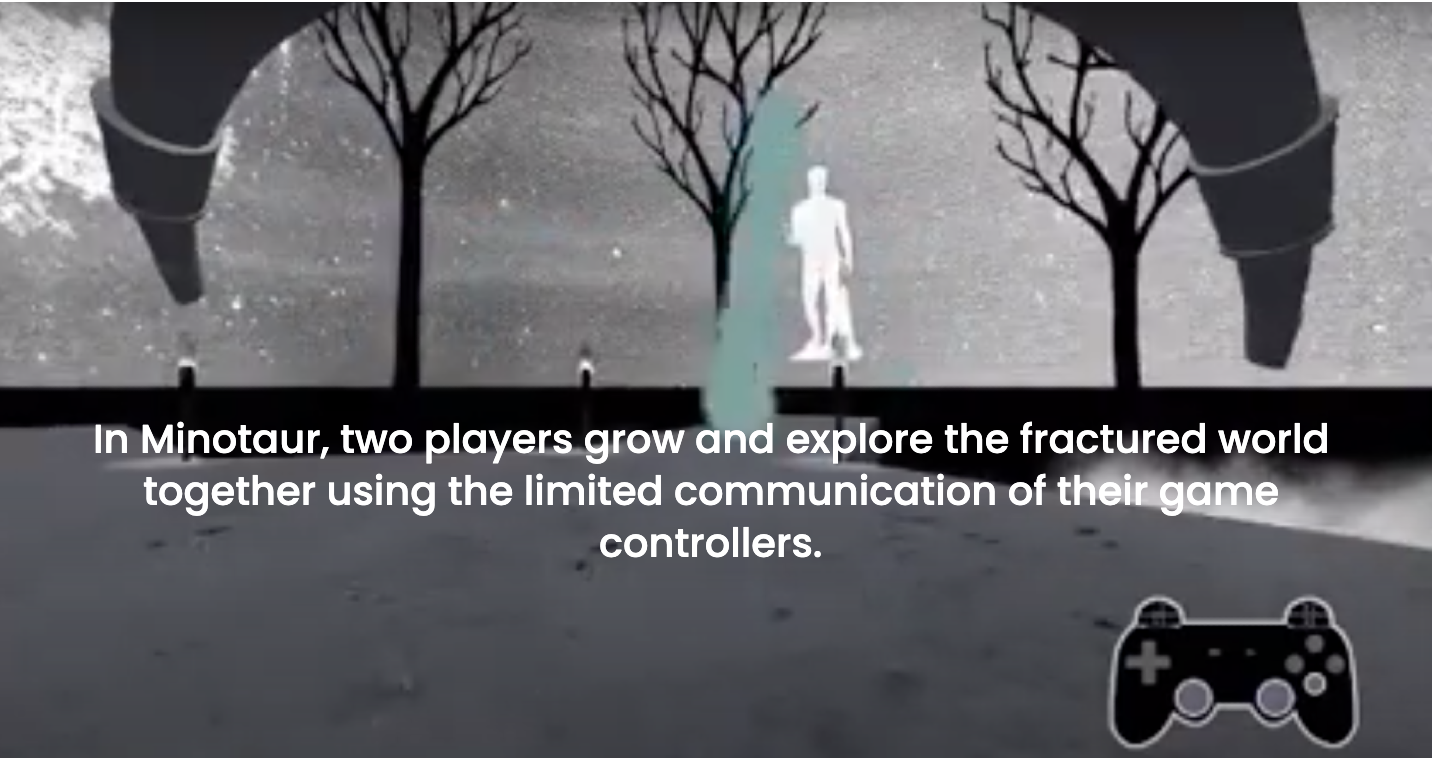 In Minotaur, two players grow and explore the fractured world
together using the limited communication of their game
controllers.